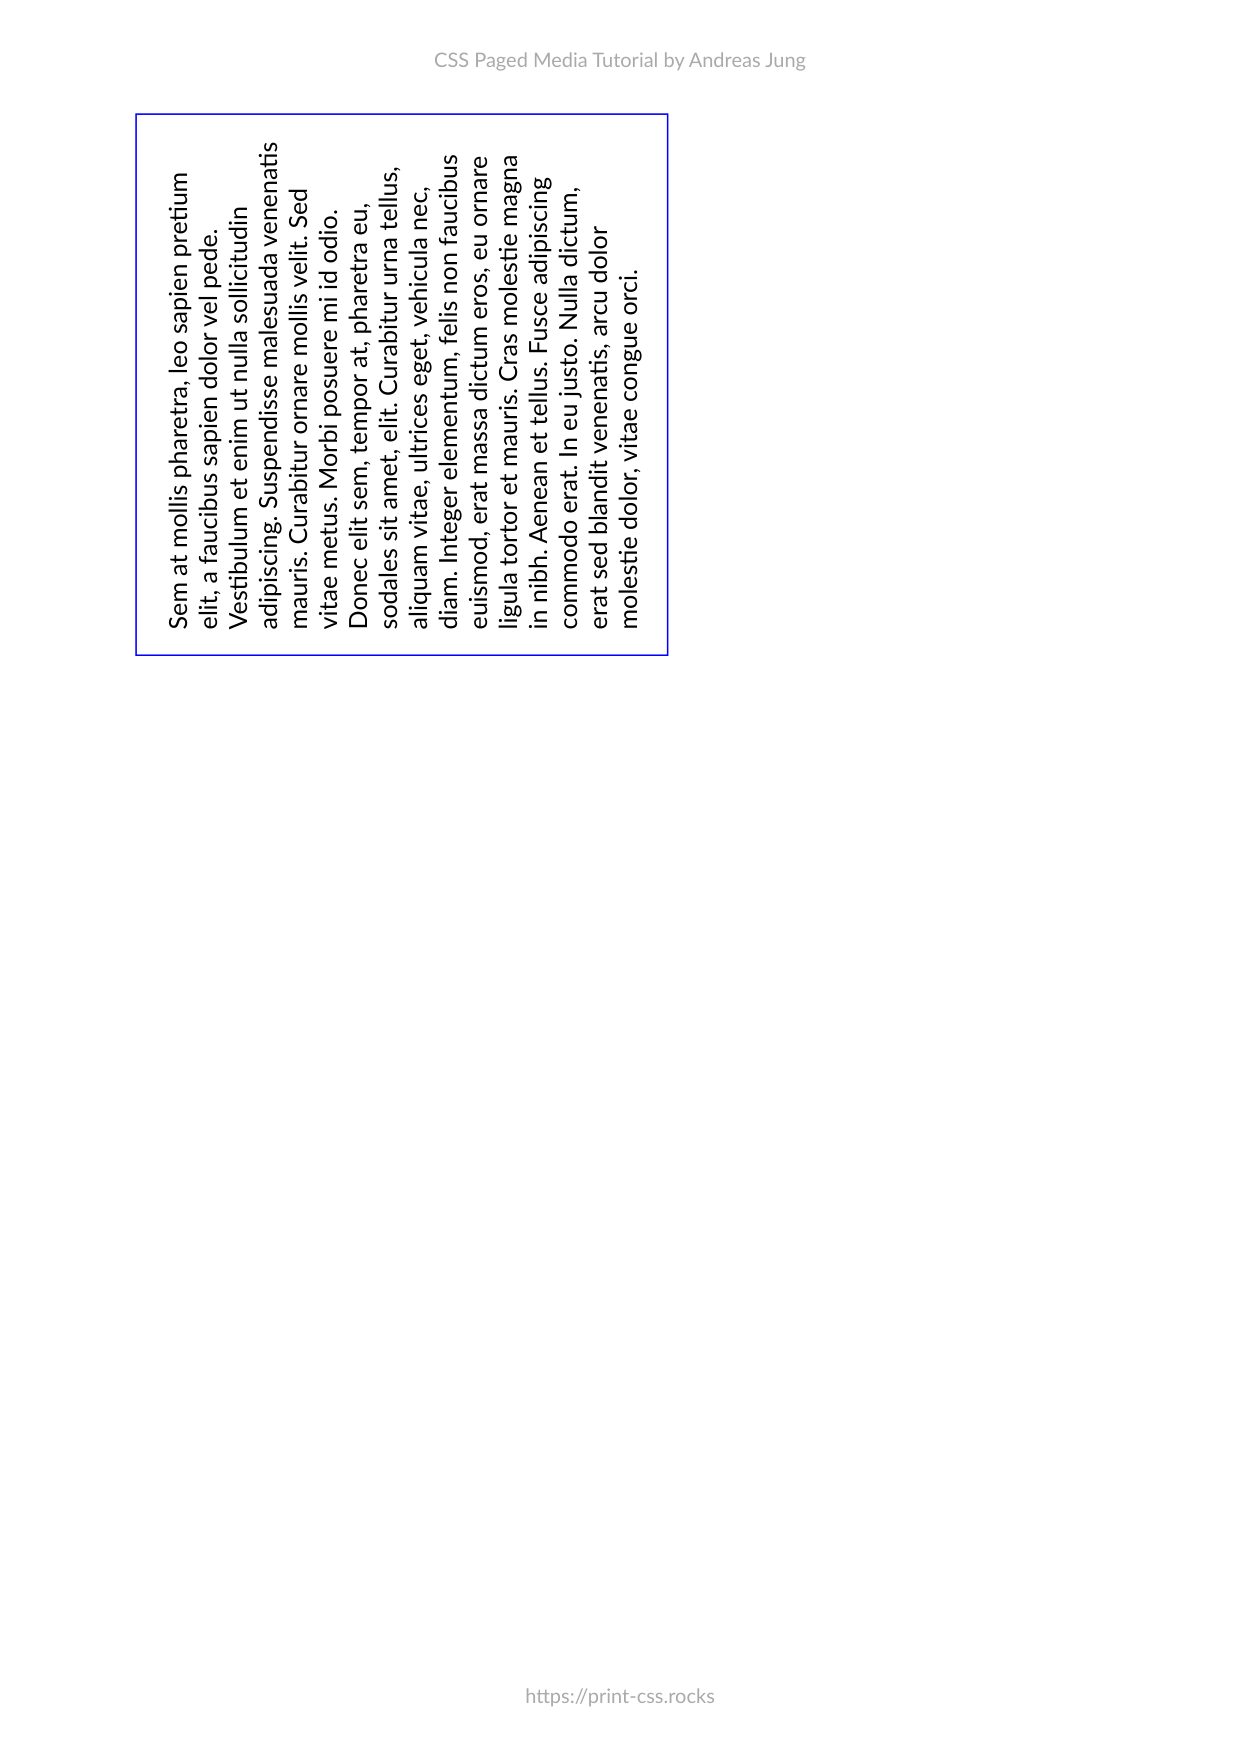 CSS Paged Media Tutorial by Andreas Jung
Sem at mollis pharetra, leo sapien pretium
elit, a faucibus sapien dolor vel pede.
Vestibulum et enim ut nulla sollicitudin
adipiscing. Suspendisse malesuada venenatis
mauris. Curabitur ornare mollis velit. Sed
vitae metus. Morbi posuere mi id odio.
Donec elit sem, tempor at, pharetra eu,
sodales sit amet, elit. Curabitur urna tellus,
aliquam vitae, ultrices eget, vehicula nec,
diam. Integer elementum, felis non faucibus
euismod, erat massa dictum eros, eu ornare
ligula tortor et mauris. Cras molestie magna
in nibh. Aenean et tellus. Fusce adipiscing
commodo erat. In eu justo. Nulla dictum,
erat sed blandit venenatis, arcu dolor
molestie dolor, vitae congue orci.
https://print-css.rocks